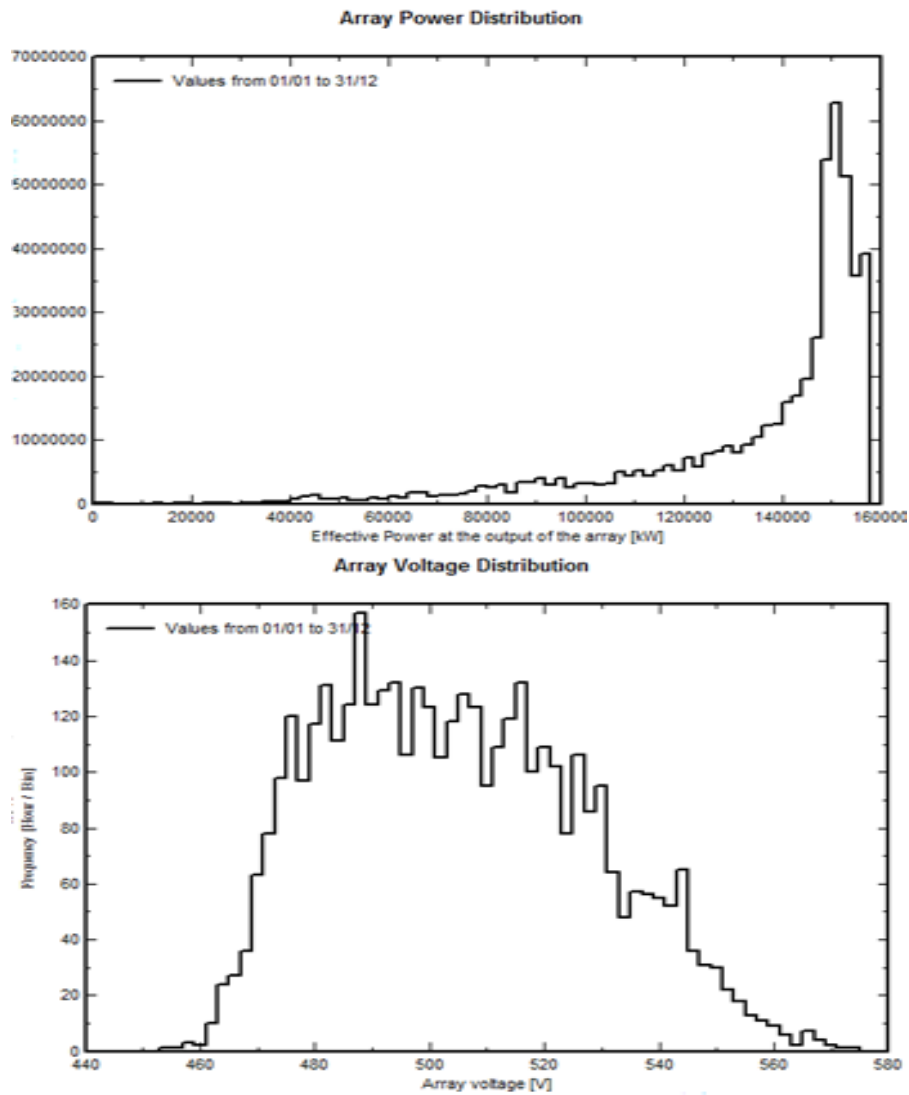 Array Power Distribution
70000000
Values from 01/01 to 31/12
60000000
50000000
40000000
30000000
20000000
10000000
0
0 20000 40000 60000 80000 100000 120000 140000 160000
Effective Power at the output of the array [kW]
Array Voltage Distribution
160
Values from 01/01 to 31/12
140
120
100
80
60
40
20
0
Frequency [Hour / Bin]
440 460 480 500 520 540 560 580
Array voltage [V]